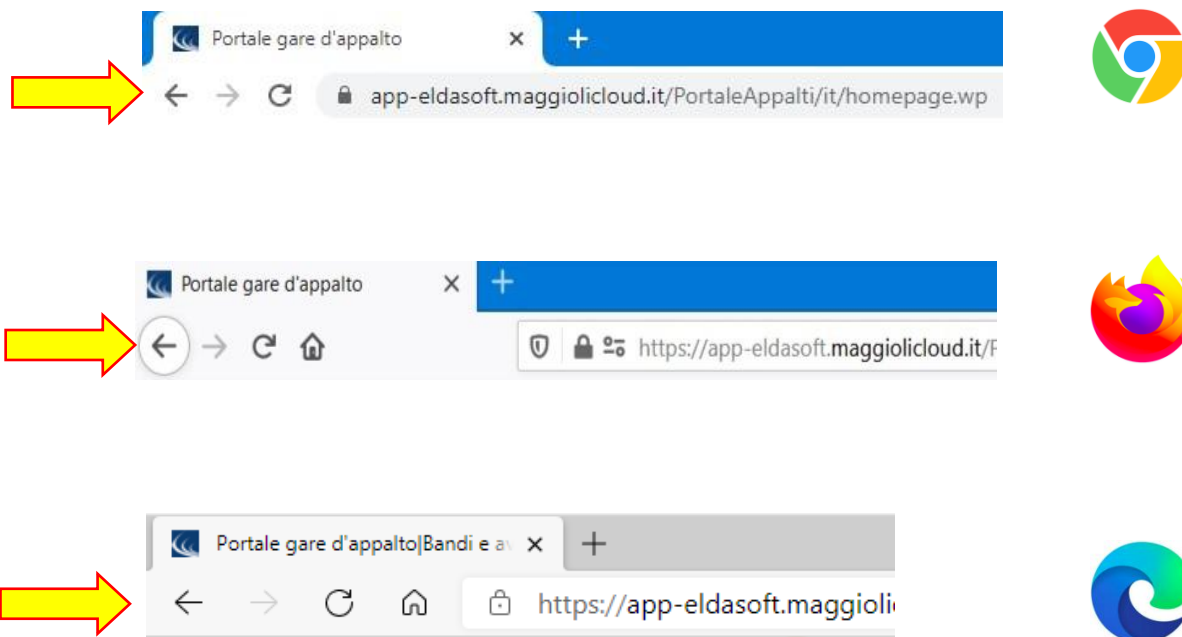 Portale gare d'appalto
app-eldasoft.maggiolicloud.it/PortaleAppalti/it/homepage.wp
Portale gare d'appalto
https://app-eldasoft.maggiolicloud.it/
Portale gare d'appalto|Bandi e
https://app-eldasoft.maggioli